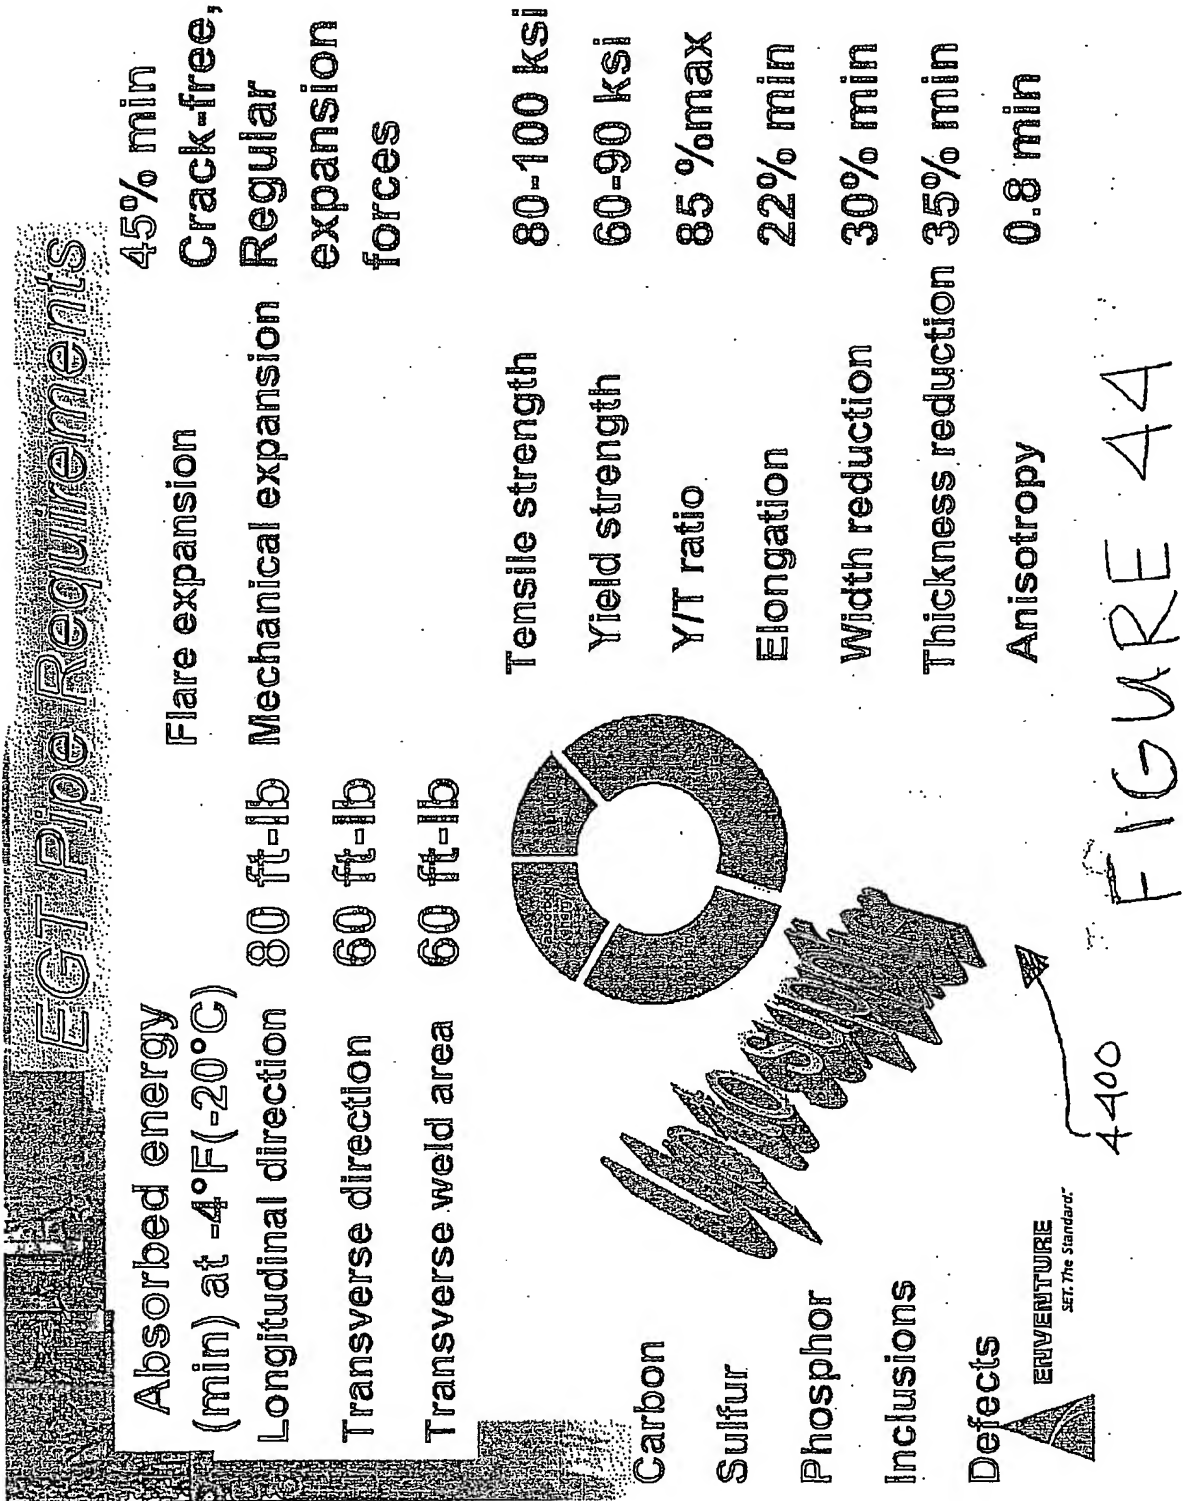 EGT Pipe Requirements
Absorbed energy
(min) at -4°F(-20°C)
Longitudinal direction 80 ft-lb
Transverse direction 60 ft-lb
Transverse weld area 60 ft-lb
Flare expansion 45% min
Mechanical expansion Crack-free,
Regular
expansion
forces
Tensile strength 80-100 ksi
Yield strength 60-90 ksi
Y/T ratio 85 %max
Elongation 22% min
Width reduction 30% min
Thickness reduction 35% min
Anisotropy 0.8 min
Carbon
Sulfur
Phosphor
Inclusions
Defects
ENVENTURE
SET. The Standard.™
4400
FIGURE 44